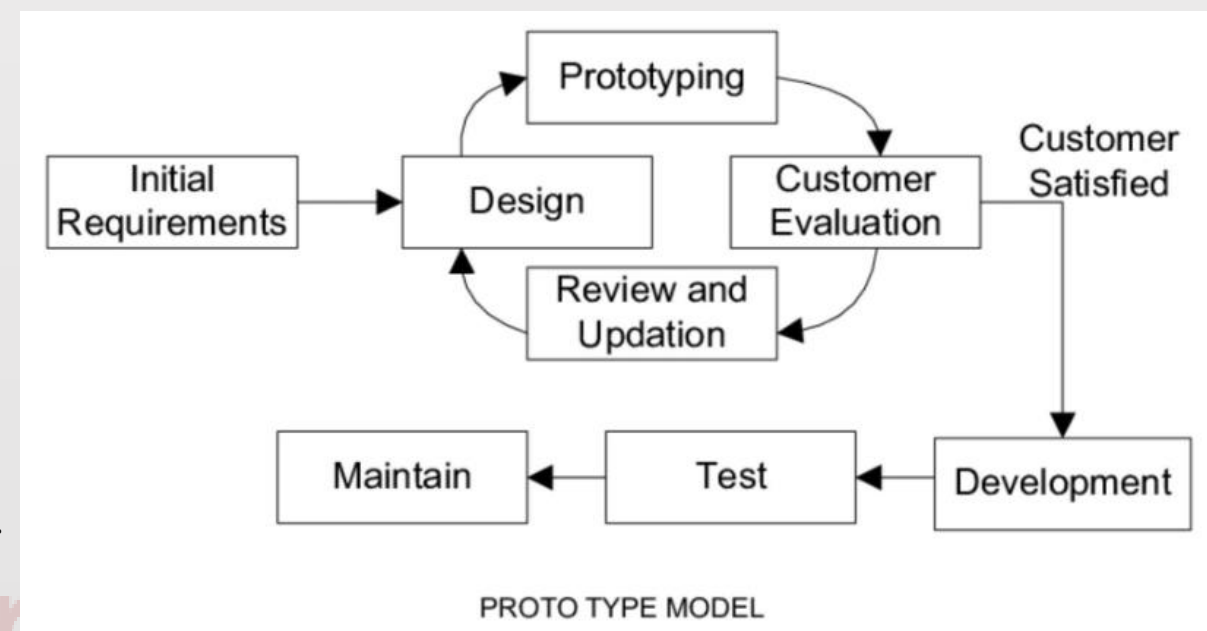 Prototyping
Customer
Satisfied
Initial
Requirements
Design
Customer
Evaluation
Review and
Updation
Maintain
Test
Development
PROTO TYPE MODEL